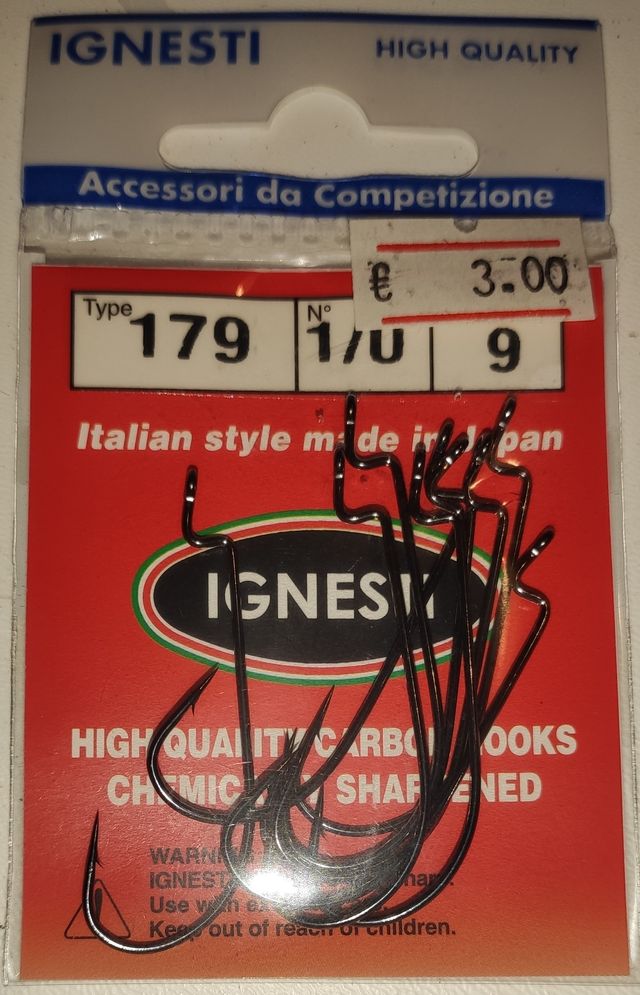 IGNESTI HIGH QUALITY
Accessori da Competizione
€ 3.00
Type 179 N° 1/0 9
Italian style made in Japan
IGNESTI
HIGH QUALITY CARBON HOOKS
CHEMICALLY SHARPENED
WARNING
IGNESTI
Use with
Keep out of reach of children.